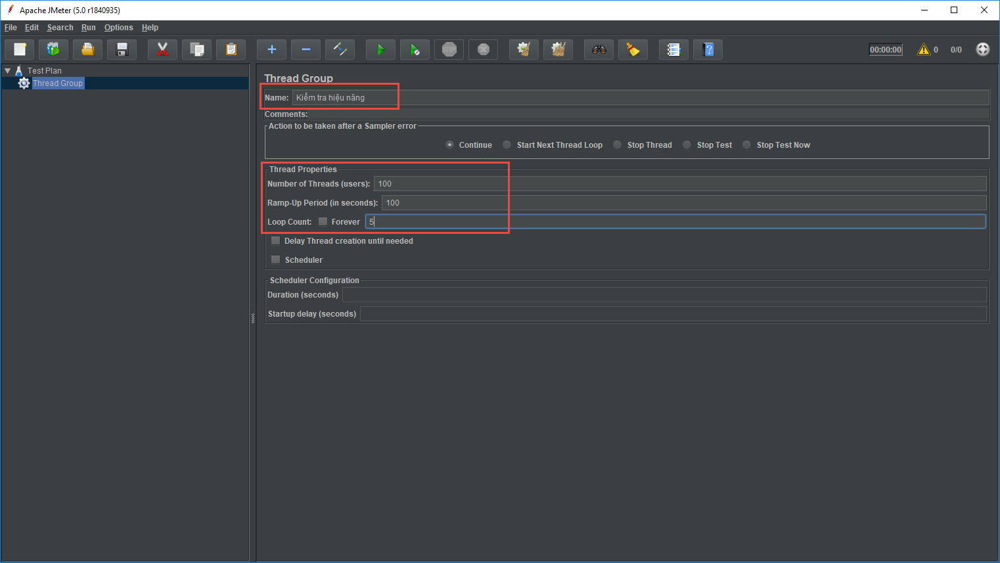 Apache JMeter (5.0 r1840935)
File Edit Search Run Options Help
STOP
00:00:00 0 0/0
Test Plan
Thread Group
Thread Group
Name: Kiểm tra hiệu năng
Comments:
Action to be taken after a Sampler error
Continue Start Next Thread Loop Stop Thread Stop Test Stop Test Now
Thread Properties
Number of Threads (users): 100
Ramp-Up Period (in seconds): 100
Loop Count: Forever 5
Delay Thread creation until needed
Scheduler
Scheduler Configuration
Duration (seconds)
Startup delay (seconds)